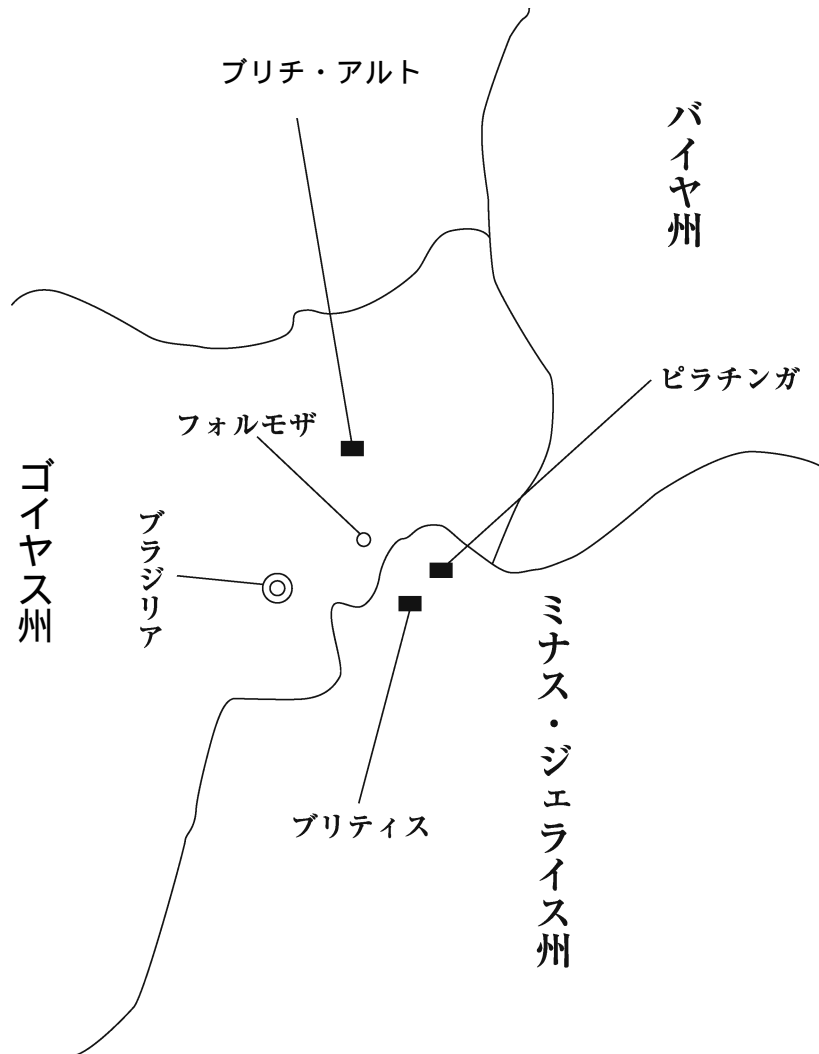 ブリチ・アルト
バイヤ州
ピラチンガ
フォルモザ
ゴイヤス州
ブラジリア
ミナス・ジェライス州
ブリティス